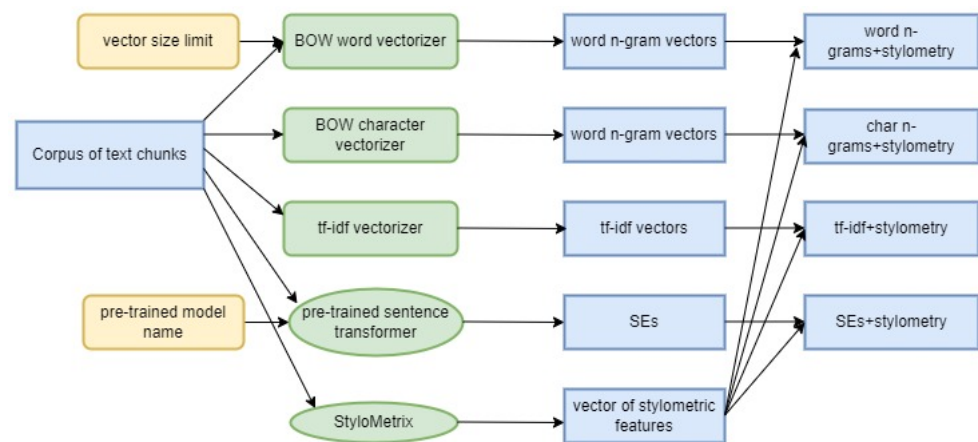 vector size limit
BOW word vectorizer
word n-gram vectors
word n-
grams+stylometry
Corpus of text chunks
BOW character
vectorizer
word n-gram vectors
char n-
grams+stylometry
tf-idf vectorizer
tf-idf vectors
tf-idf+stylometry
pre-trained model
name
pre-trained sentence
transformer
SEs
SEs+stylometry
StyloMetrix
vector of stylometric
features